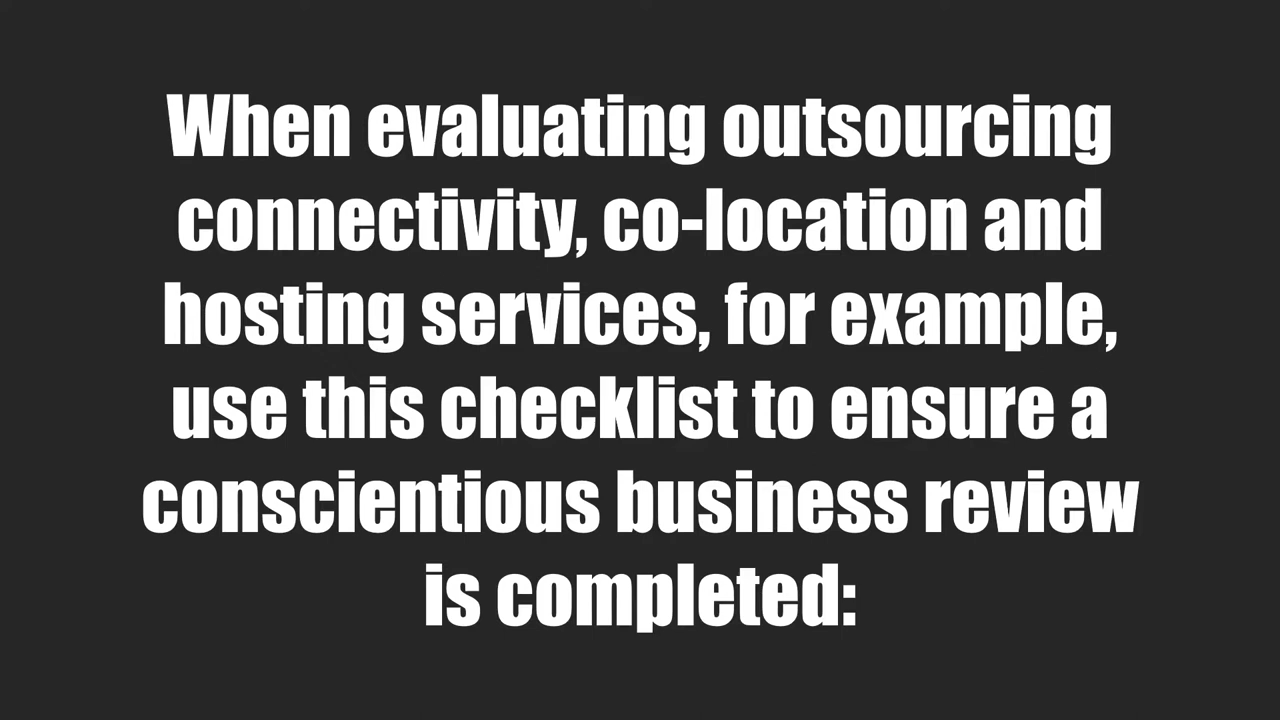 When evaluating outsourcing
connectivity, co-location and
hosting services, for example,
use this checklist to ensure a
conscientious business review
is completed: